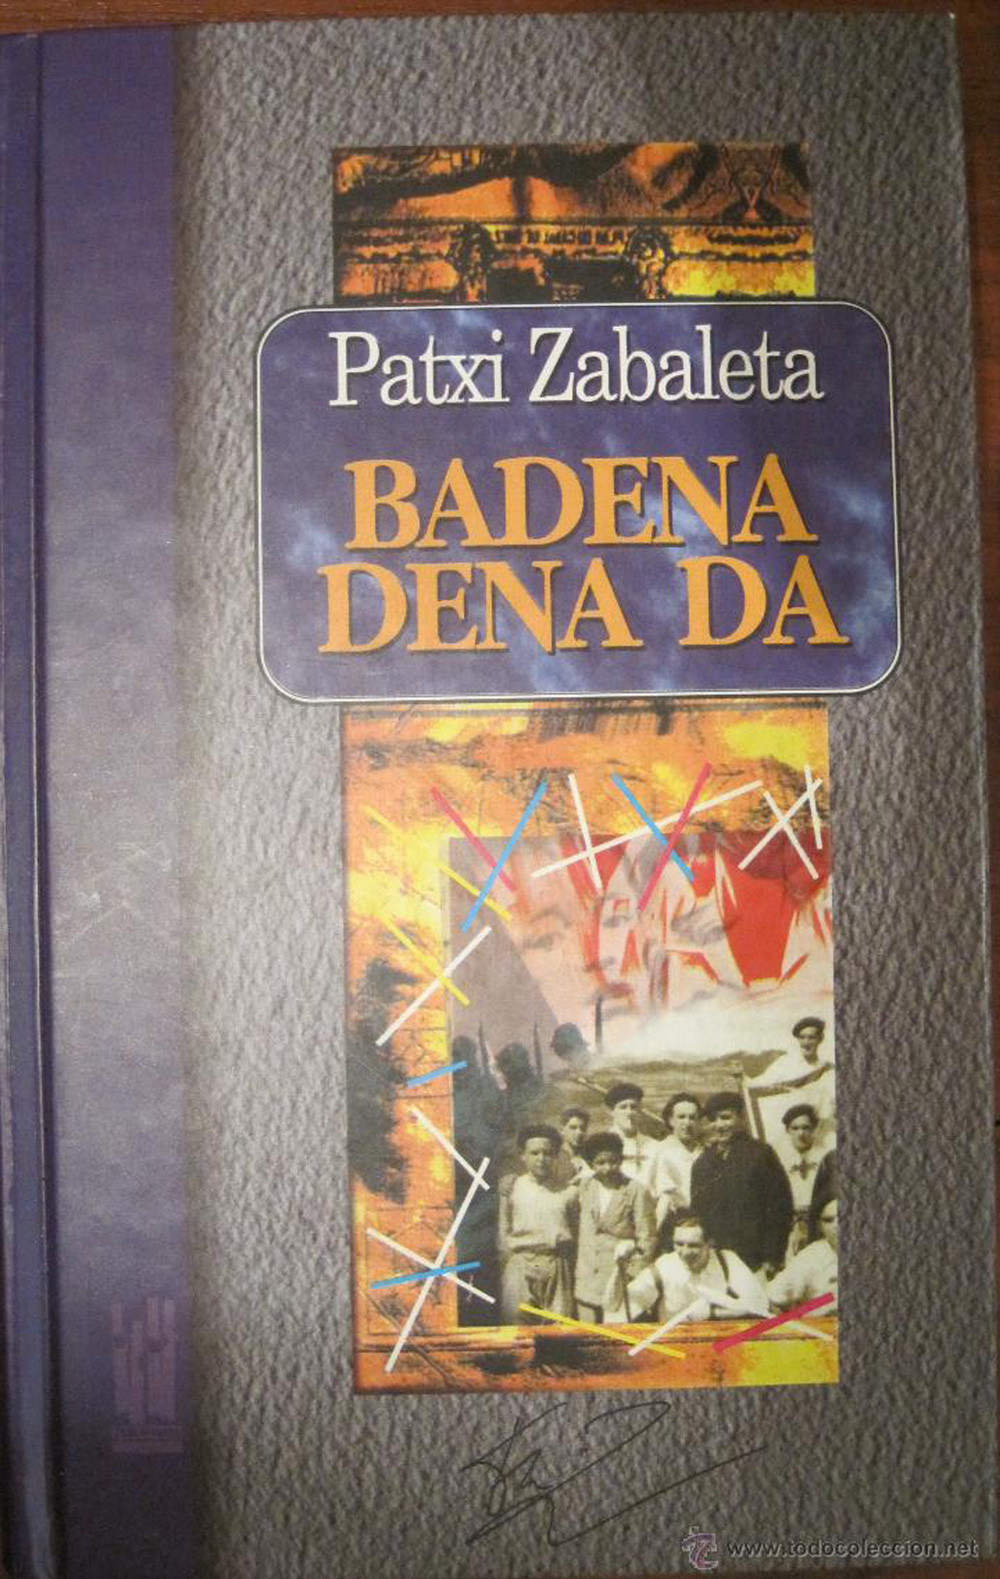 Patxi Zabaleta
BADENA
DENA DA
www.todocoleccion.net